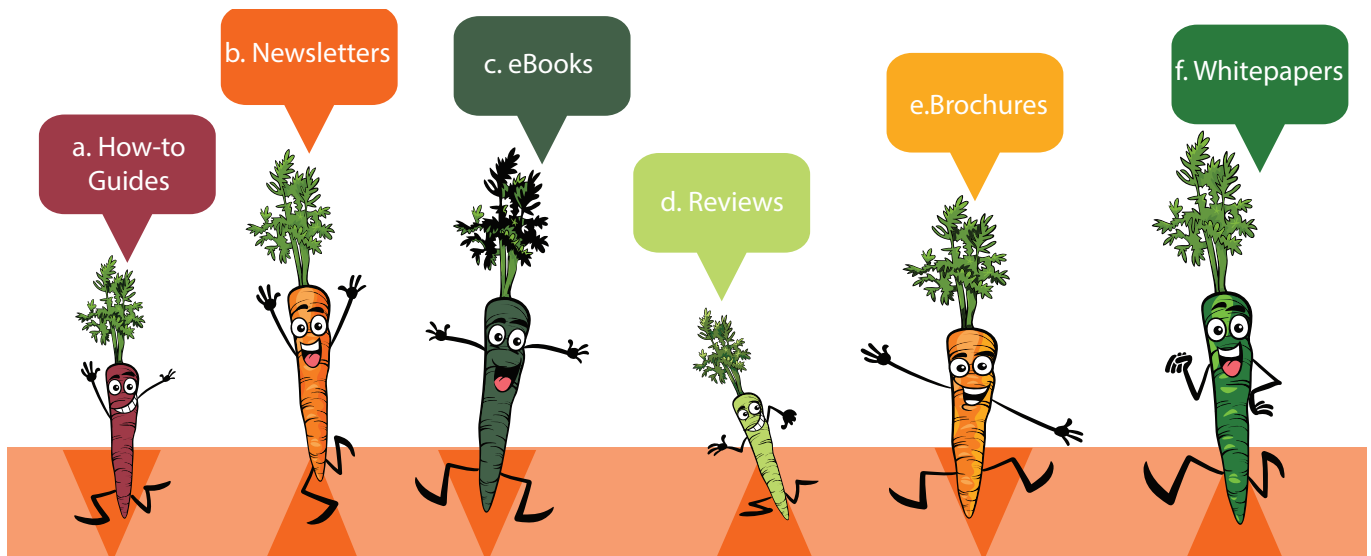 a. How-to
Guides
b. Newsletters
c. eBooks
d. Reviews
e.Brochures
f. Whitepapers